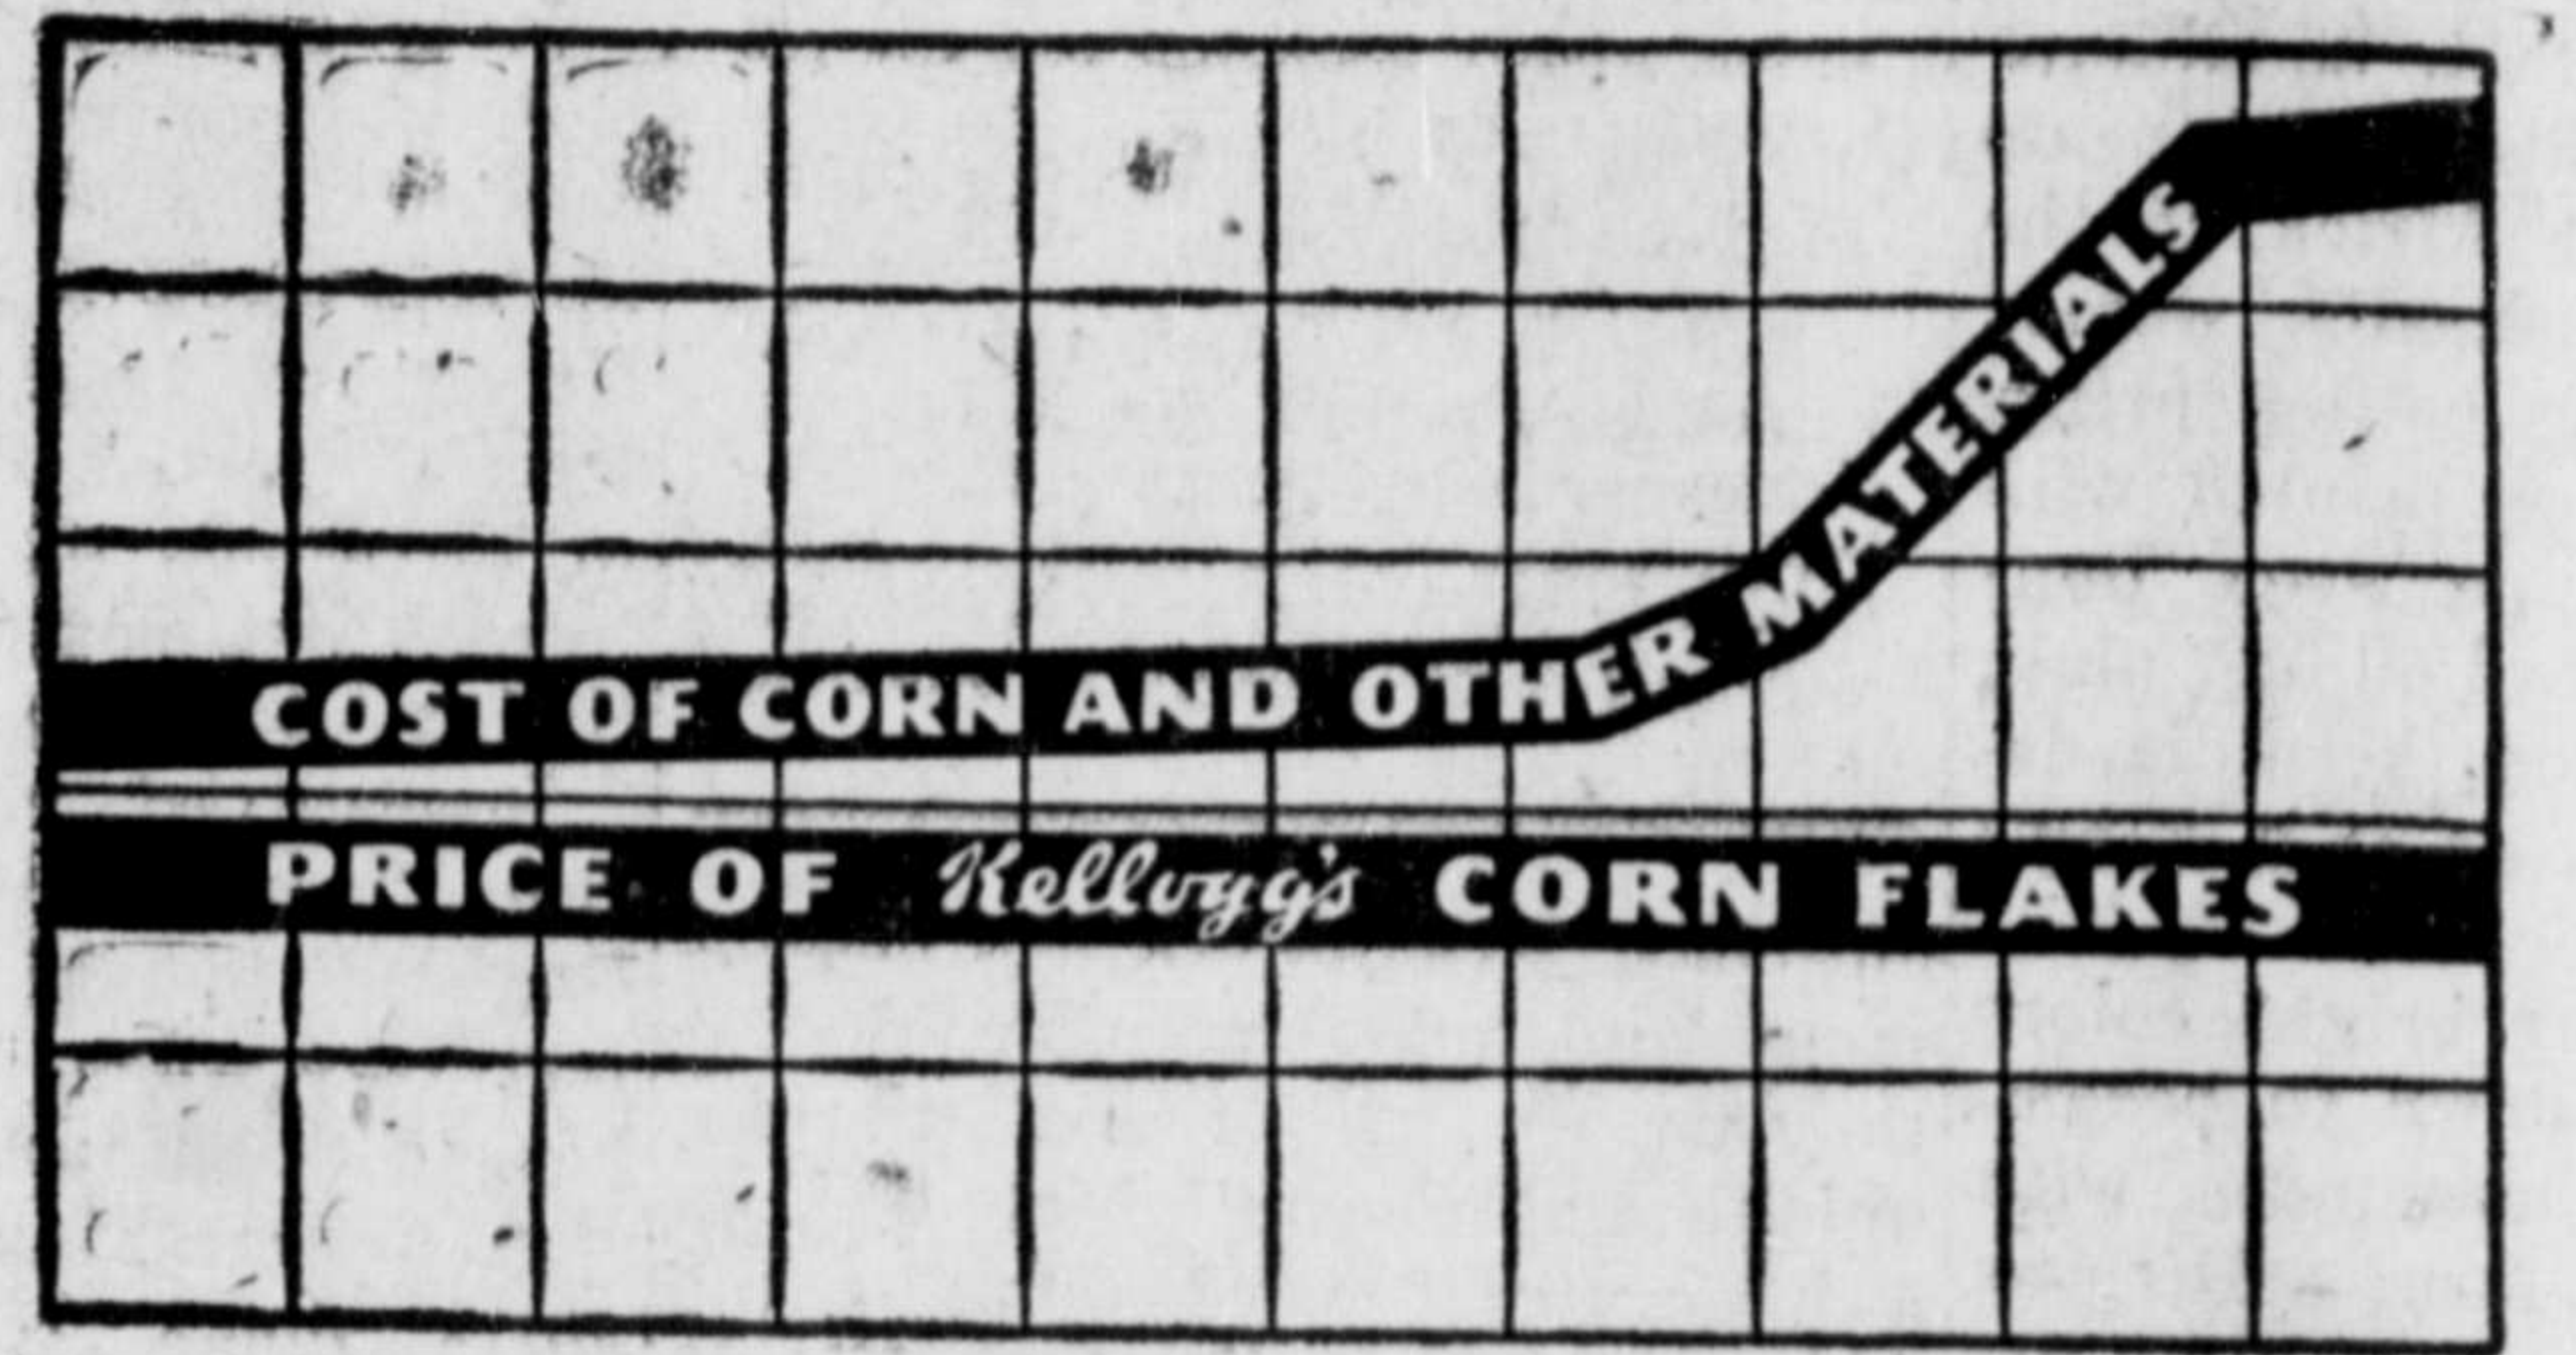 COST OF CORN AND OTHER MATERIALS
PRICE OF Kellogg's CORN FLAKES